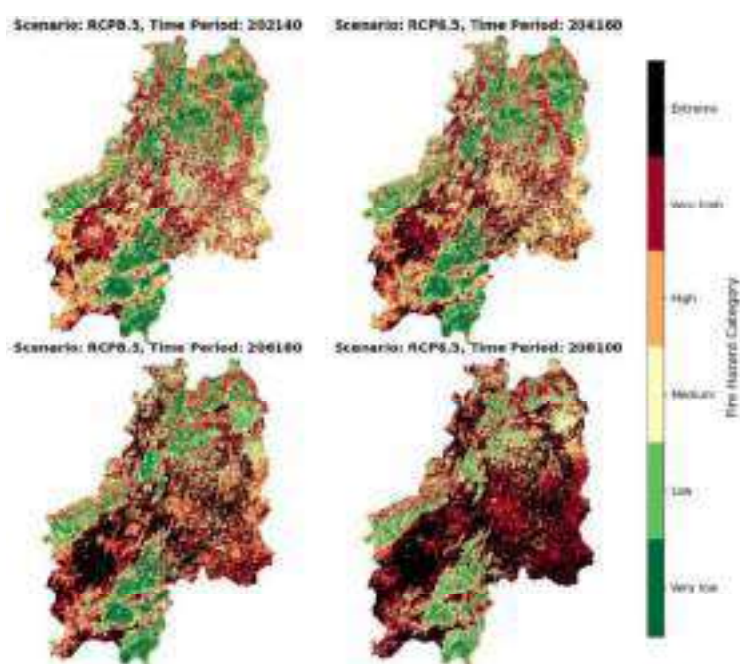 Scenario: RCP8.5, Time Period: 202140
Scenario: RCP8.5, Time Period: 204160
Scenario: RCP8.5, Time Period: 206180
Scenario: RCP8.5, Time Period: 208100
Extreme
Very high
High
Medium
Low
Very low
Fire Hazard Category